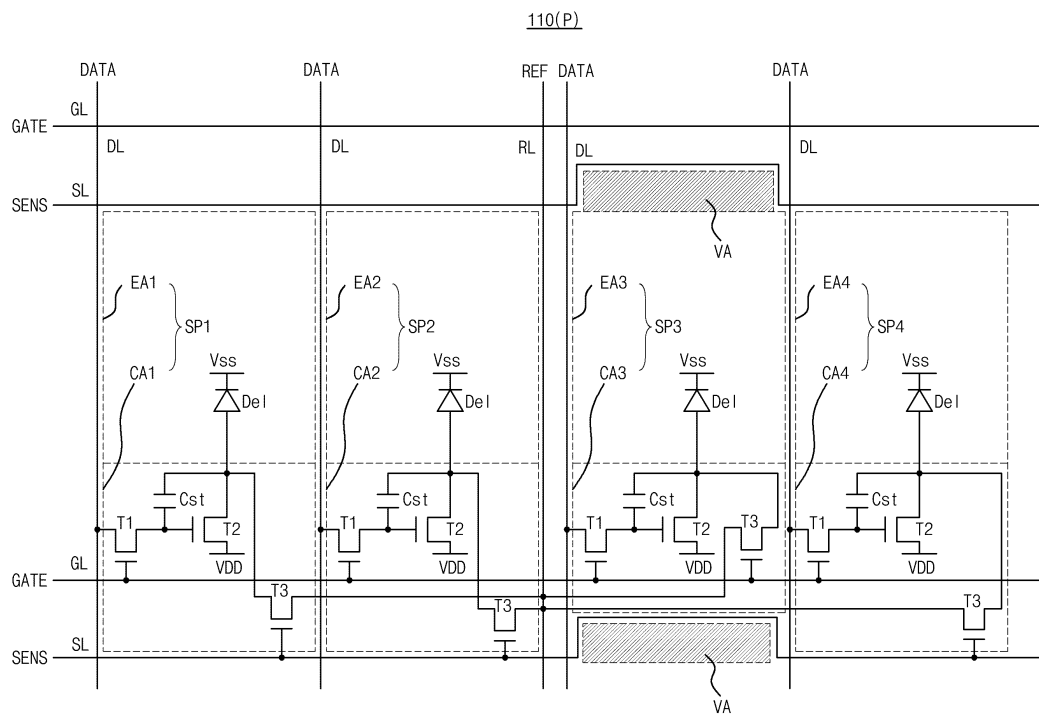 110(P)
DATA DATA REF DATA DATA
GL
GATE
DL DL RL DL DL
SL
SENS
VA
EA1 EA2 EA3 EA4
SP1 SP2 SP3 SP4
Vss Vss Vss Vss
CA1 CA2 CA3 CA4
Del Del Del Del
Cst Cst Cst Cst
T1 T2 T1 T2 T1 T2 T3 T1 T2
GL VDD VDD VDD VDD
GATE
T3 T3 T3
SL
SENS
VA